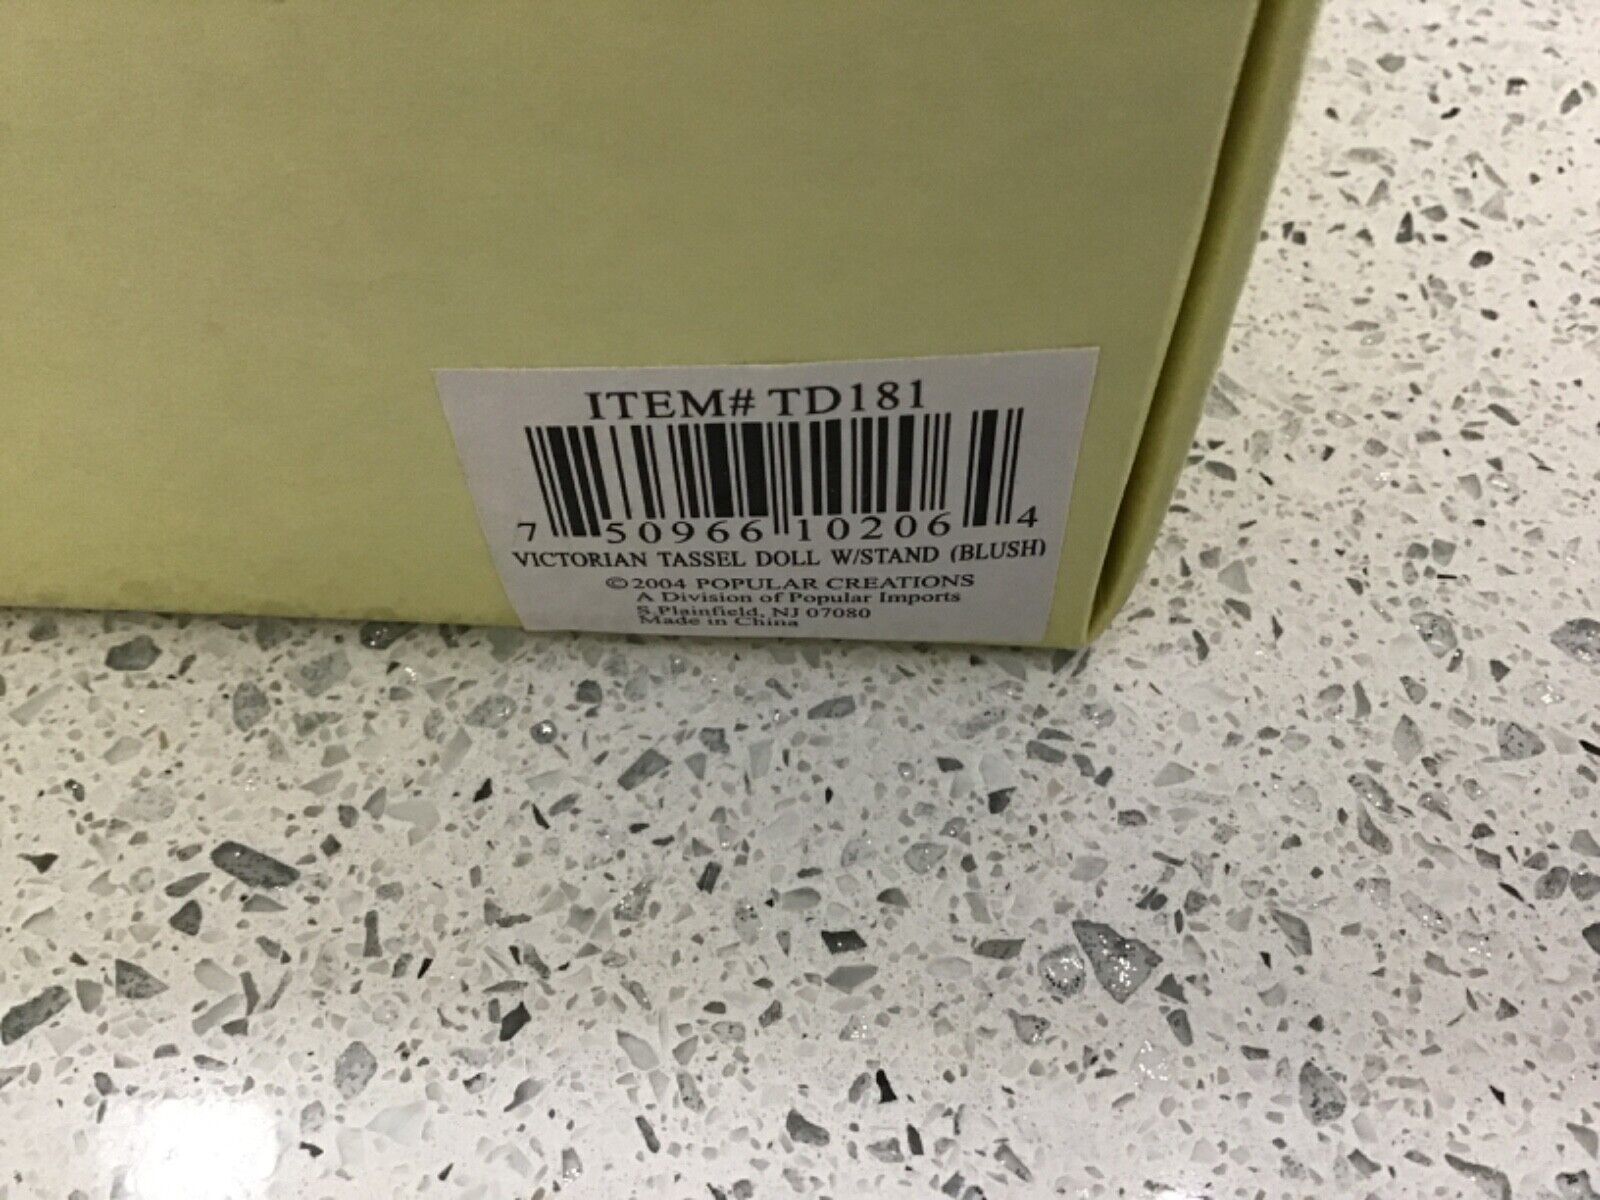 ITEM# TD181
7 50966 10206 4
VICTORIAN TASSEL DOLL W/STAND (BLUSH)
©2004 POPULAR CREATIONS
A Division of Popular Imports
S.Plainfield, NJ 07080
Made in China